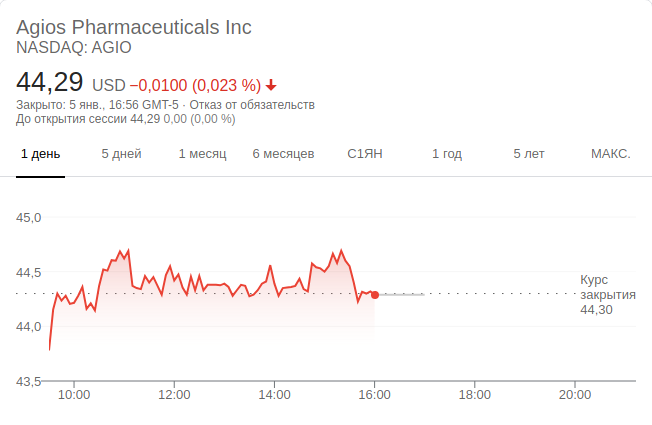 Agios Pharmaceuticals Inc
NASDAQ: AGIO
44,29 USD −0,0100 (0,023 %)
Закрыто: 5 янв., 16:56 GMT-5 · Отказ от обязательств
До открытия сессии 44,29 0,00 (0,00 %)
1 день 5 дней 1 месяц 6 месяцев С1ЯН 1 год 5 лет МАКС.
45,0
44,5
Курс
закрытия
44,30
44,0
43,5
10:00 12:00 14:00 16:00 18:00 20:00